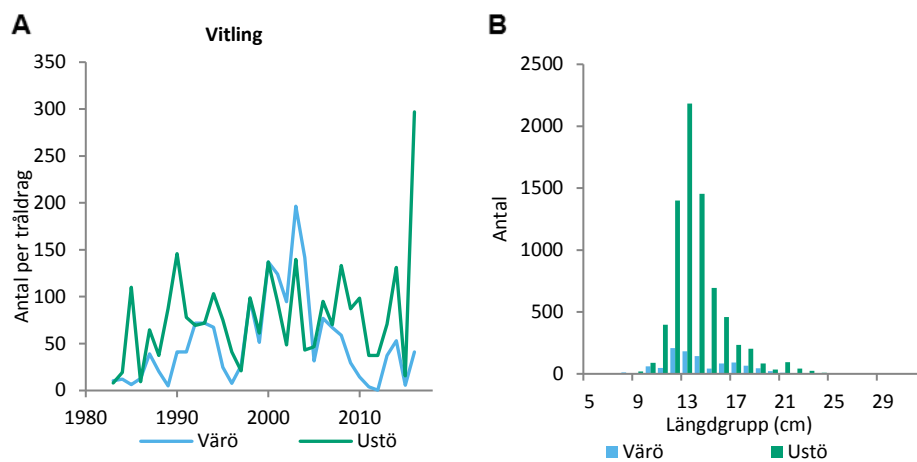 A
Vitling
350
300
250
200
150
100
50
0
Antal per tråldrag
1980 1990 2000 2010
Värö Ustö
B
2500
2000
1500
1000
500
0
Antal
5 9 13 17 21 25 29
Längdgrupp (cm)
Värö Ustö